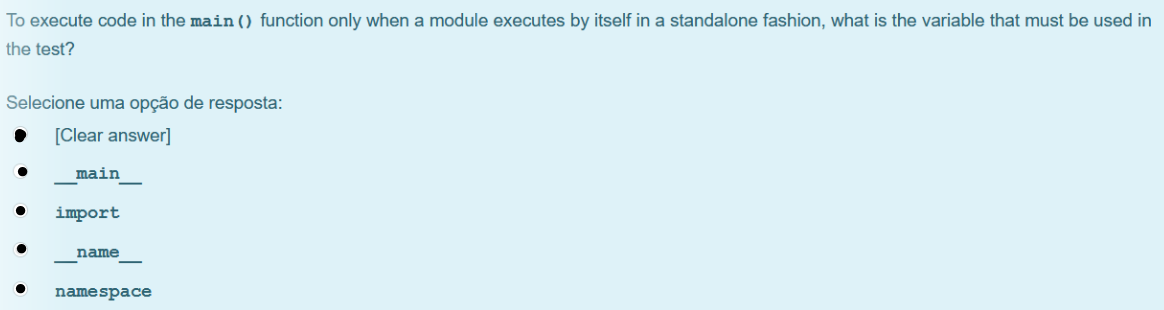 To execute code in the main() function only when a module executes by itself in a standalone fashion, what is the variable that must be used in
the test?
Selecione uma opção de resposta:
[Clear answer]
__main__
import
__name__
namespace